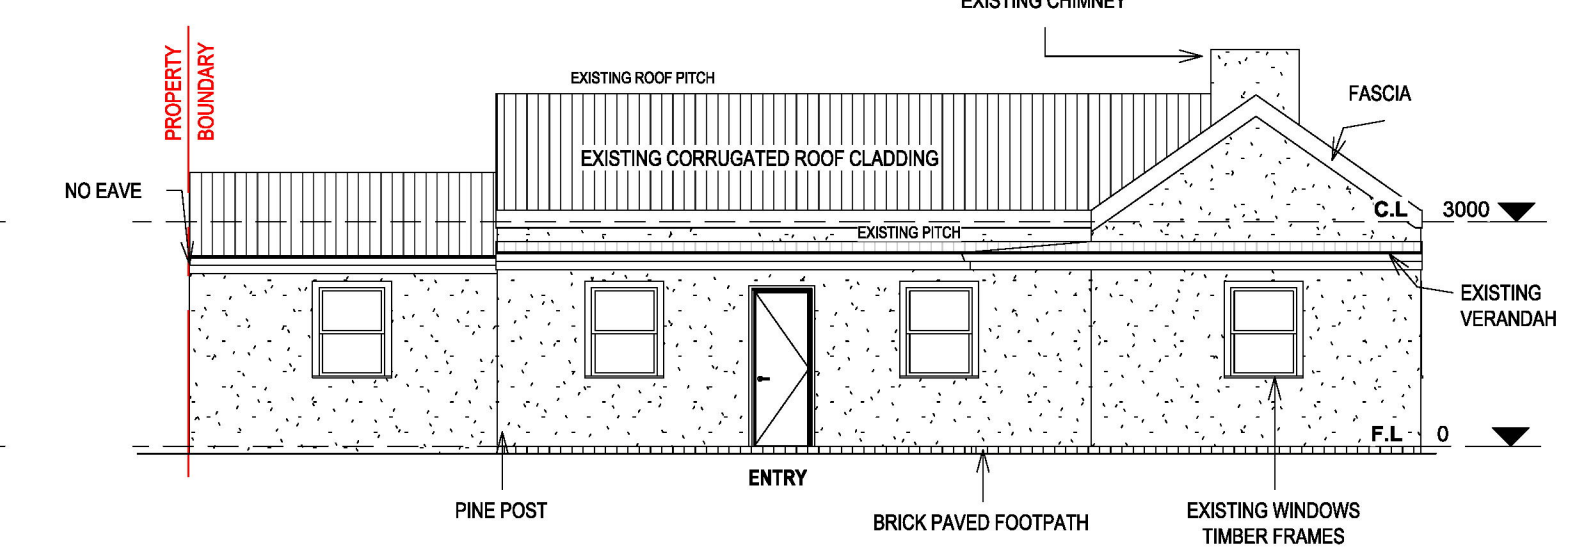 EXISTING CHIMNEY
PROPERTY
BOUNDARY
EXISTING ROOF PITCH
FASCIA
EXISTING CORRUGATED ROOF CLADDING
NO EAVE
C.L 3000
EXISTING PITCH
EXISTING
VERANDAH
F.L 0
ENTRY
PINE POST
BRICK PAVED FOOTPATH
EXISTING WINDOWS
TIMBER FRAMES